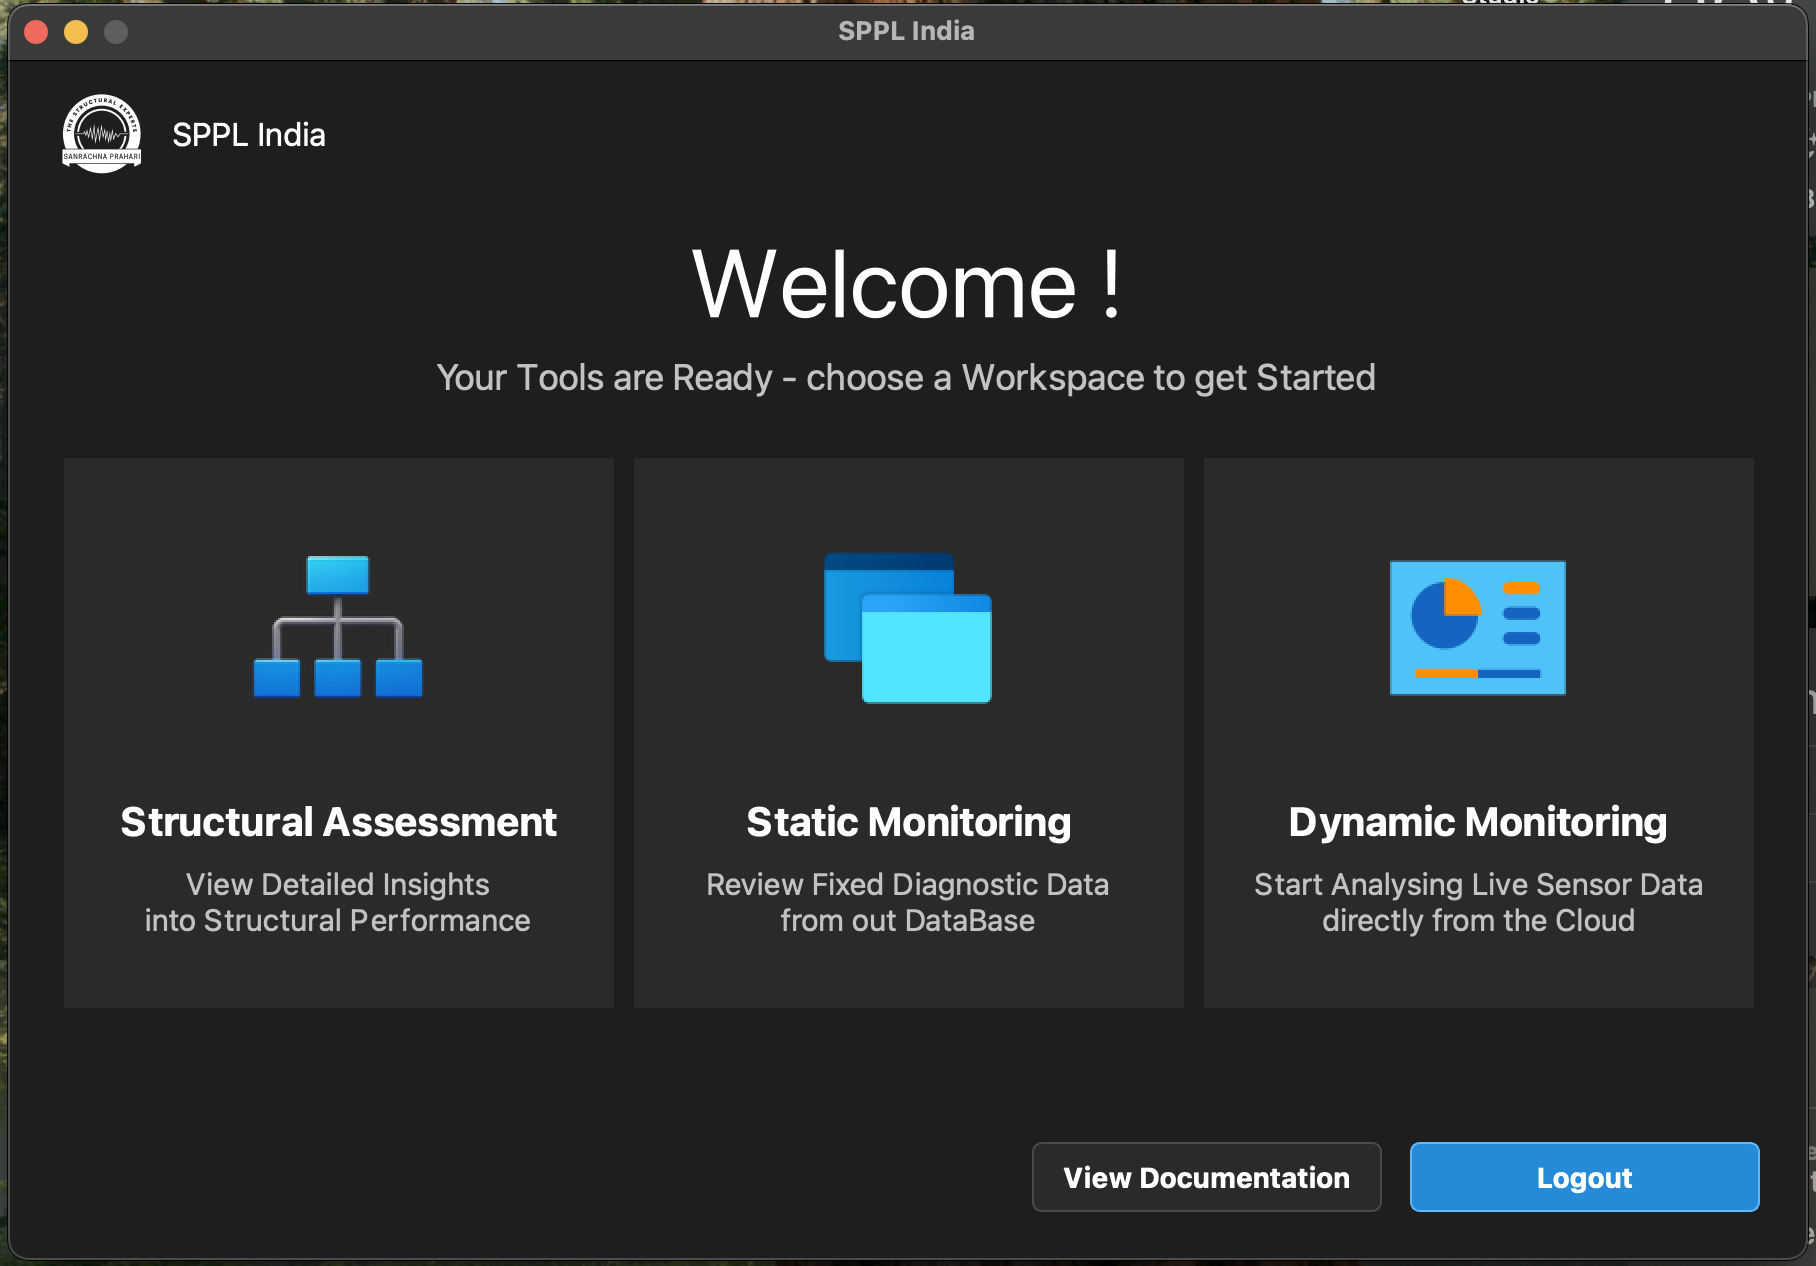 SPPL India
THE STRUCTURAL EXPERTS
SANRACHNA PRAHARI
SPPL India
Welcome !
Your Tools are Ready - choose a Workspace to get Started
Structural Assessment
View Detailed Insights
into Structural Performance
Static Monitoring
Review Fixed Diagnostic Data
from out DataBase
Dynamic Monitoring
Start Analysing Live Sensor Data
directly from the Cloud
View Documentation
Logout